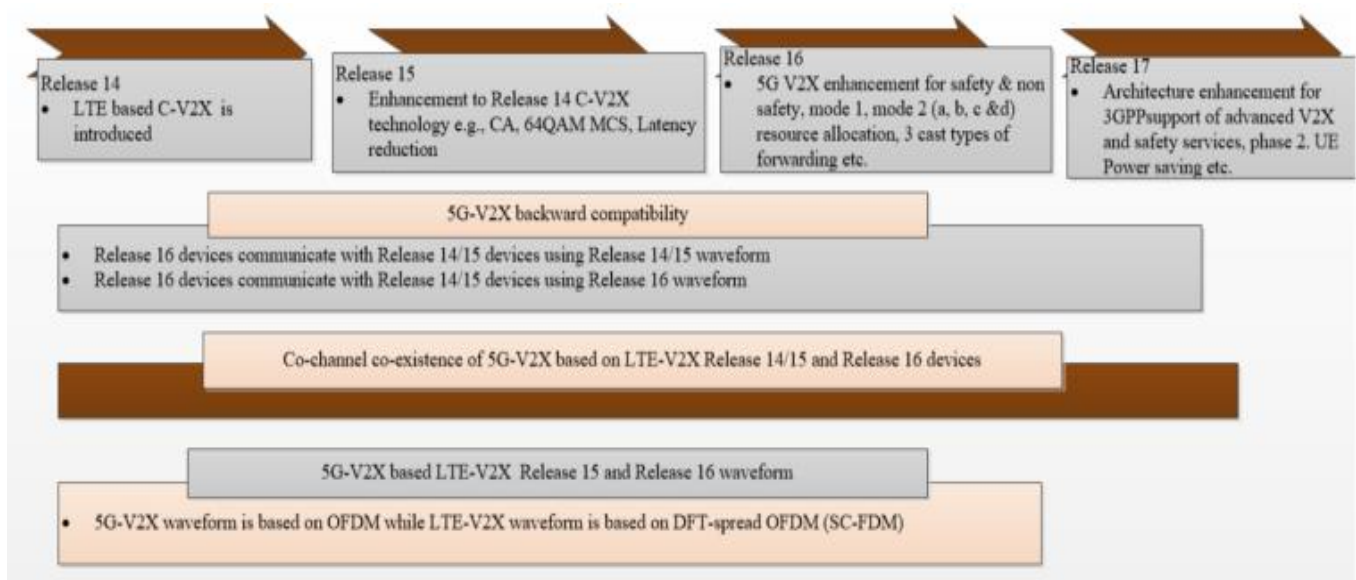 Release 14
• LTE based C-V2X is
introduced
Release 15
• Enhancement to Release 14 C-V2X
technology e.g., CA, 64QAM MCS, Latency
reduction
Release 16
• 5G V2X enhancement for safety & non
safety, mode 1, mode 2 (a, b, c &d)
resource allocation, 3 cast types of
forwarding etc.
Release 17
• Architecture enhancement for
3GPPsupport of advanced V2X
and safety services, phase 2. UE
Power saving etc.
5G-V2X backward compatibility
• Release 16 devices communicate with Release 14/15 devices using Release 14/15 waveform
• Release 16 devices communicate with Release 14/15 devices using Release 16 waveform
Co-channel co-existence of 5G-V2X based on LTE-V2X Release 14/15 and Release 16 devices
5G-V2X based LTE-V2X Release 15 and Release 16 waveform
• 5G-V2X waveform is based on OFDM while LTE-V2X waveform is based on DFT-spread OFDM (SC-FDM)